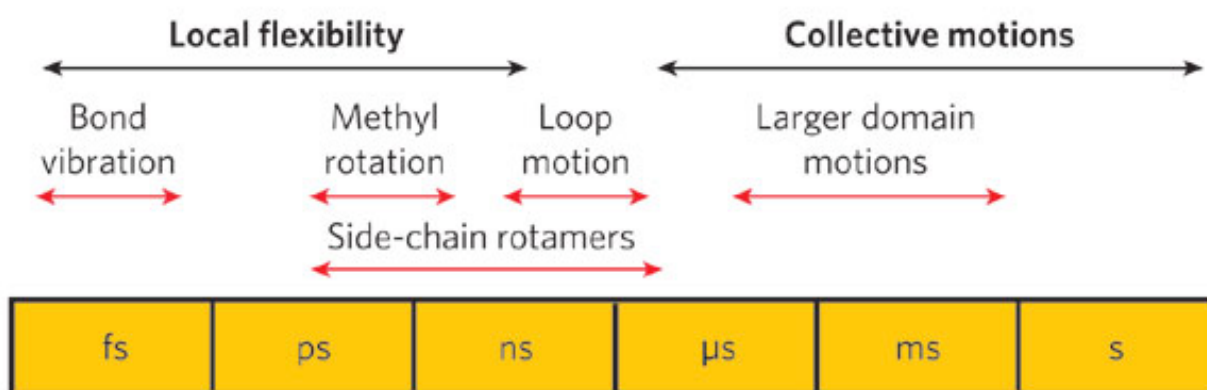 Local flexibility
Collective motions
Bond
vibration
Methyl
rotation
Loop
motion
Larger domain
motions
Side-chain rotamers
fs
ps
ns
μs
ms
s